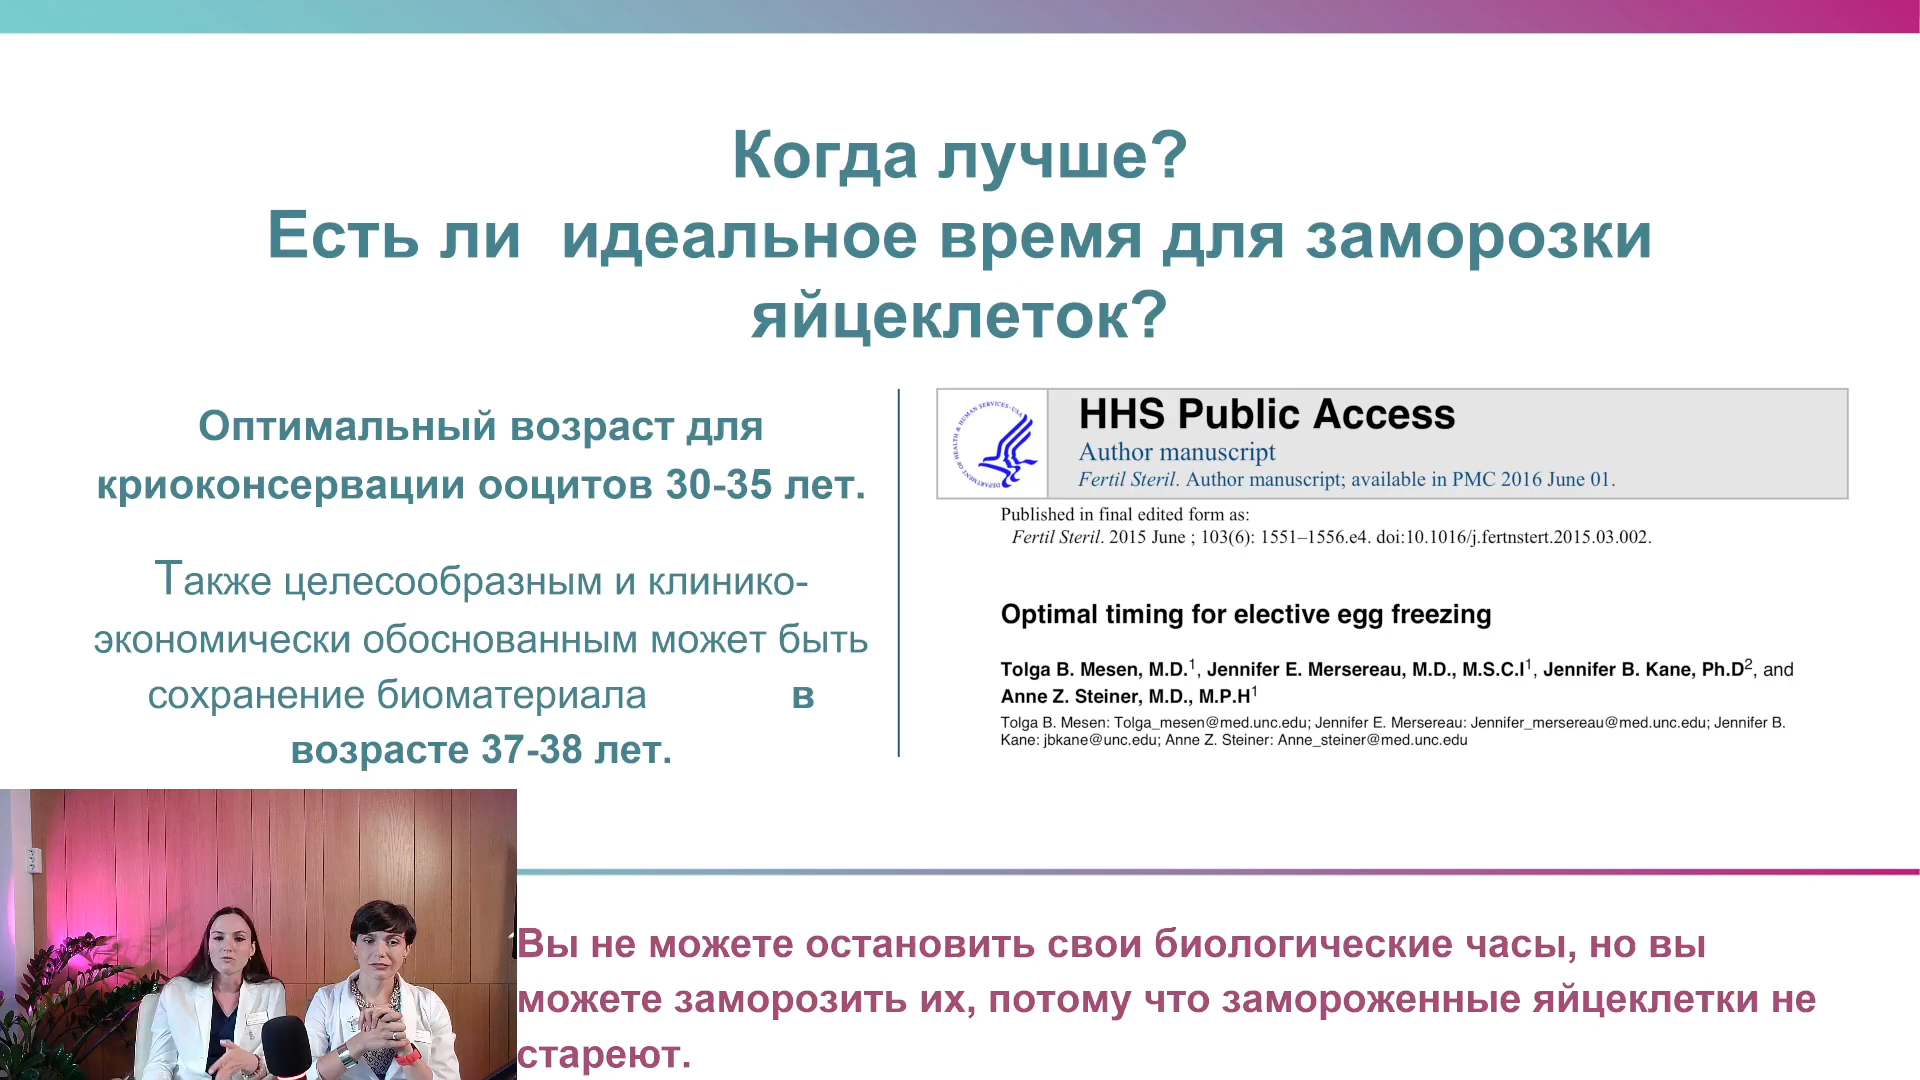 Когда лучше?
Есть ли идеальное время для заморозки
яйцеклеток?
Оптимальный возраст для
криоконсервации ооцитов 30-35 лет.
Также целесообразным и клинико-
экономически обоснованным может быть
сохранение биоматериала в
возрасте 37-38 лет.
DEPARTMENT OF HEALTH & HUMAN SERVICES-USA
HHS Public Access
Author manuscript
Fertil Steril. Author manuscript; available in PMC 2016 June 01.
Published in final edited form as:
Fertil Steril. 2015 June ; 103(6): 1551–1556.e4. doi:10.1016/j.fertnstert.2015.03.002.
Optimal timing for elective egg freezing
Tolga B. Mesen, M.D.1, Jennifer E. Mersereau, M.D., M.S.C.I1, Jennifer B. Kane, Ph.D2, and
Anne Z. Steiner, M.D., M.P.H1
Tolga B. Mesen: Tolga_mesen@med.unc.edu; Jennifer E. Mersereau: Jennifer_mersereau@med.unc.edu; Jennifer B.
Kane: jbkane@unc.edu; Anne Z. Steiner: Anne_steiner@med.unc.edu
Вы не можете остановить свои биологические часы, но вы
можете заморозить их, потому что замороженные яйцеклетки не
стареют.